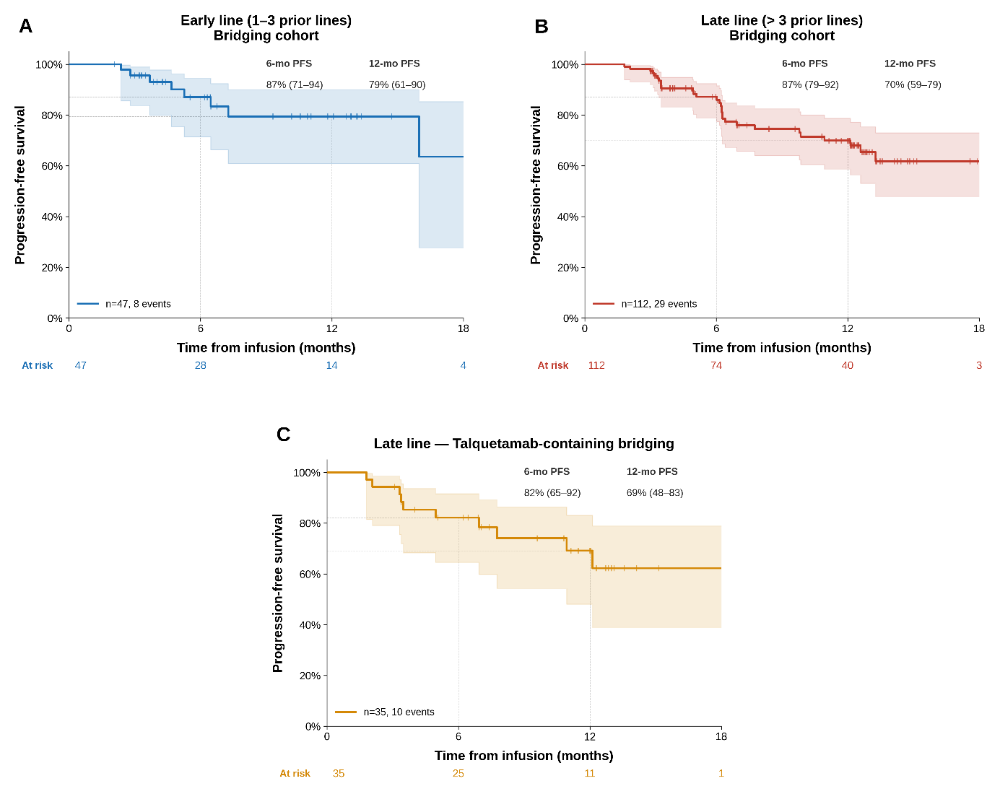 A
Early line (1–3 prior lines)
Bridging cohort
6-mo PFS 12-mo PFS
87% (71–94) 79% (61–90)
100%
80%
60%
40%
20%
0%
Progression-free survival
n=47, 8 events
0 6 12 18
Time from infusion (months)
At risk 47 28 14 4
B
Late line (> 3 prior lines)
Bridging cohort
6-mo PFS 12-mo PFS
87% (79–92) 70% (59–79)
100%
80%
60%
40%
20%
0%
Progression-free survival
n=112, 29 events
0 6 12 18
Time from infusion (months)
At risk 112 74 40 3
C
Late line — Talquetamab-containing bridging
6-mo PFS 12-mo PFS
82% (65–92) 69% (48–83)
100%
80%
60%
40%
20%
0%
Progression-free survival
n=35, 10 events
0 6 12 18
Time from infusion (months)
At risk 35 25 11 1